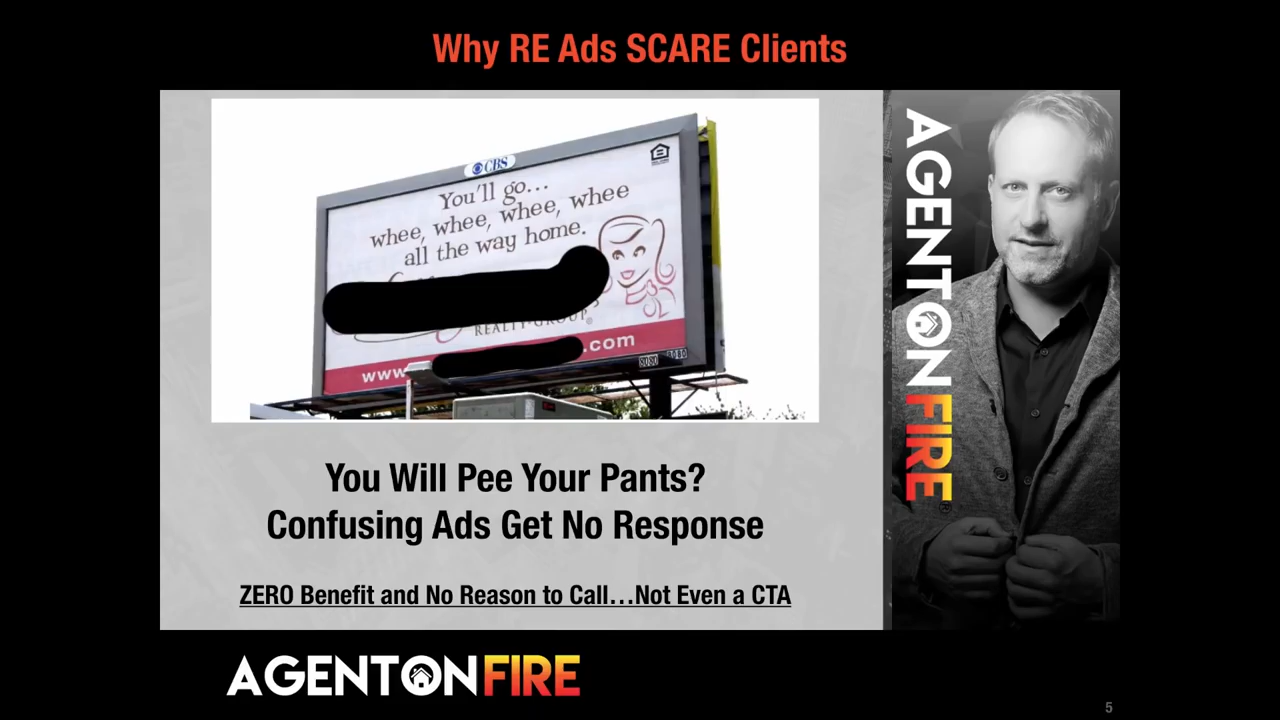 Why RE Ads SCARE Clients
CBS
You'll go...
whee, whee, whee, whee
all the way home.
REALTY GROUP®
www.
.com
You Will Pee Your Pants?
Confusing Ads Get No Response
ZERO Benefit and No Reason to Call...Not Even a CTA
AGENTONFIRE
AGENTONFIRE
5